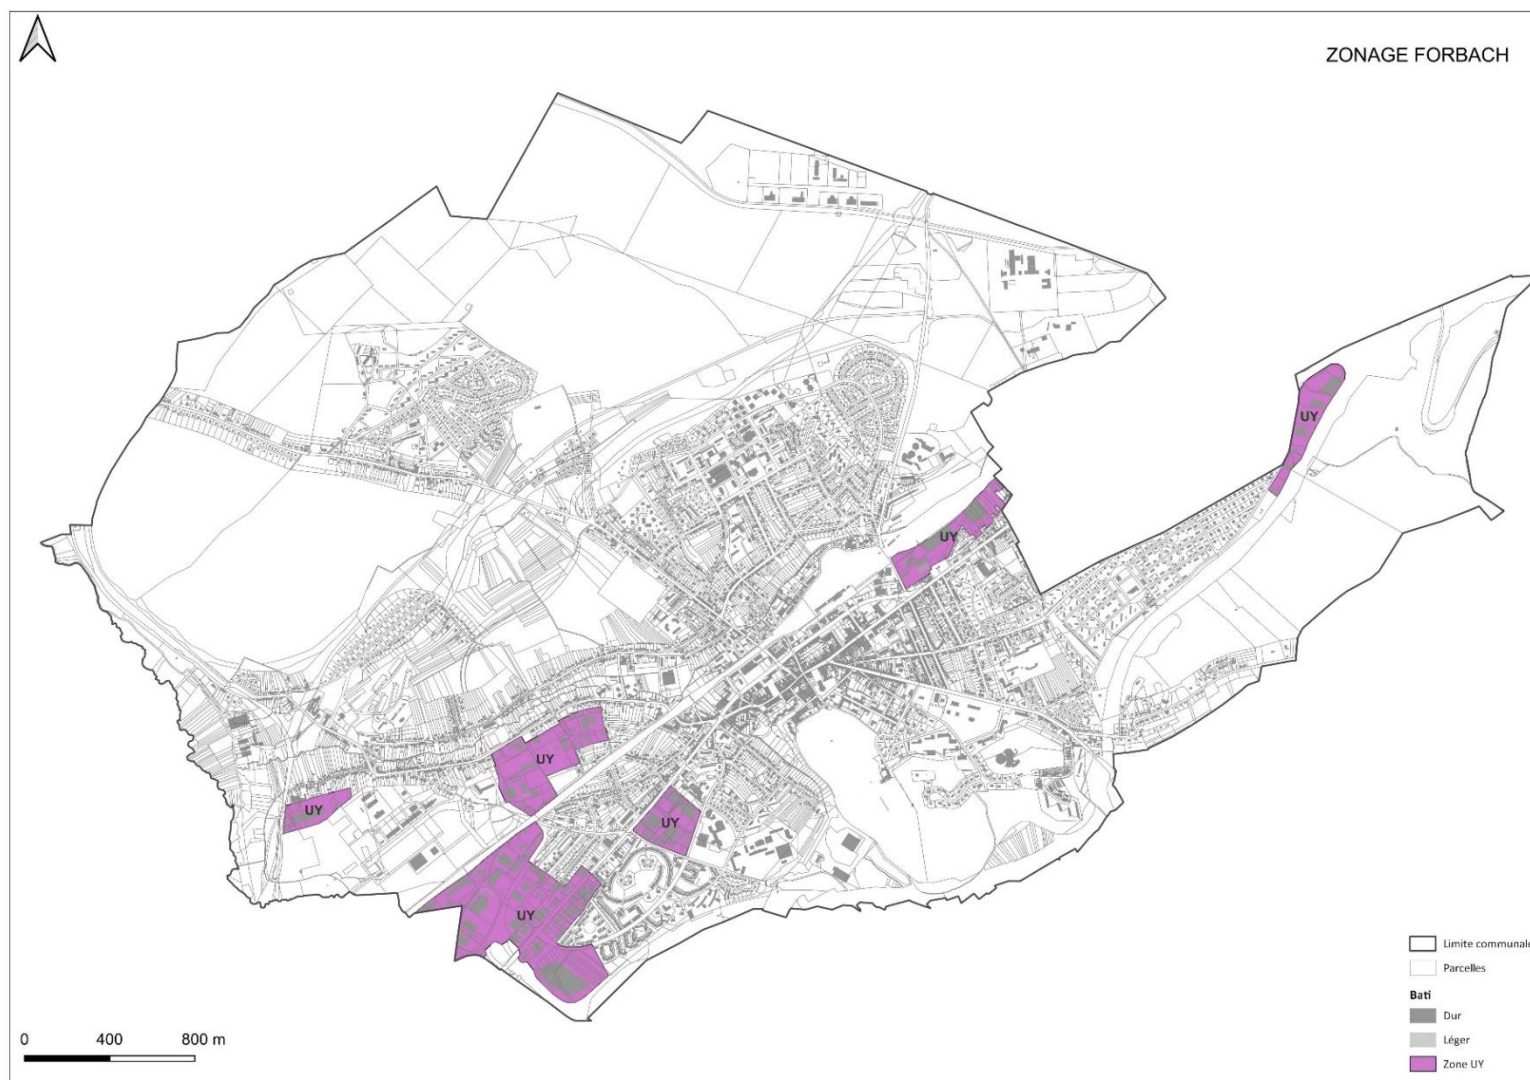 ZONAGE FORBACH
UY
UY
UY
UY
UY
UY
Limite communale
Parcelles
Bati
Dur
Léger
Zone UY
0 400 800 m